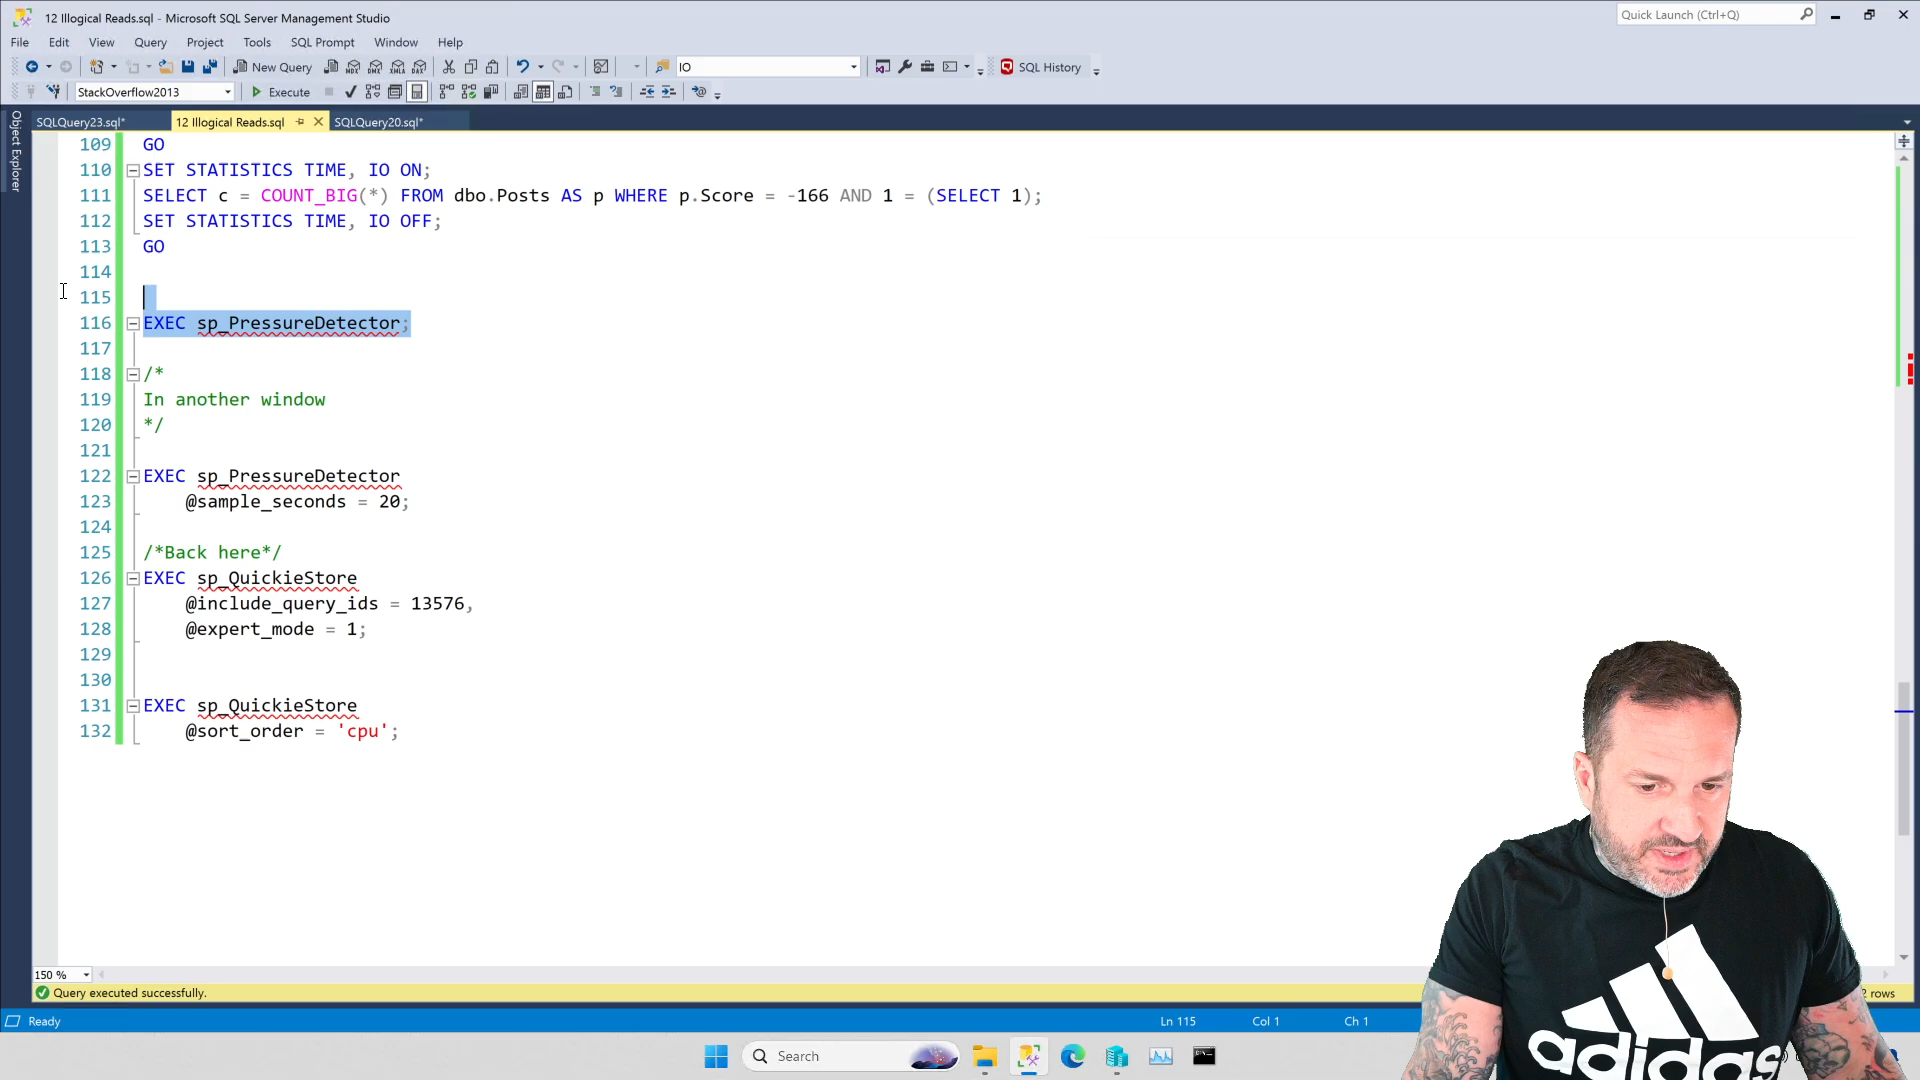 12 Illogical Reads.sql - Microsoft SQL Server Management Studio
Quick Launch (Ctrl+Q)
File Edit View Query Project Tools SQL Prompt Window Help
New Query IO SQL History
StackOverflow2013 Execute
SQLQuery23.sql* 12 Illogical Reads.sql SQLQuery20.sql*
Object Explorer
109 GO
110 SET STATISTICS TIME, IO ON;
111 SELECT c = COUNT_BIG(*) FROM dbo.Posts AS p WHERE p.Score = -166 AND 1 = (SELECT 1);
112 SET STATISTICS TIME, IO OFF;
113 GO
114
115
116 EXEC sp_PressureDetector;
117
118 /*
119 In another window
120 */
121
122 EXEC sp_PressureDetector
123 @sample_seconds = 20;
124
125 /*Back here*/
126 EXEC sp_QuickieStore
127 @include_query_ids = 13576,
128 @expert_mode = 1;
129
130
131 EXEC sp_QuickieStore
132 @sort_order = 'cpu';
150 %
Query executed successfully.
2 rows
Ready Ln 115 Col 1 Ch 1
Search
adidas